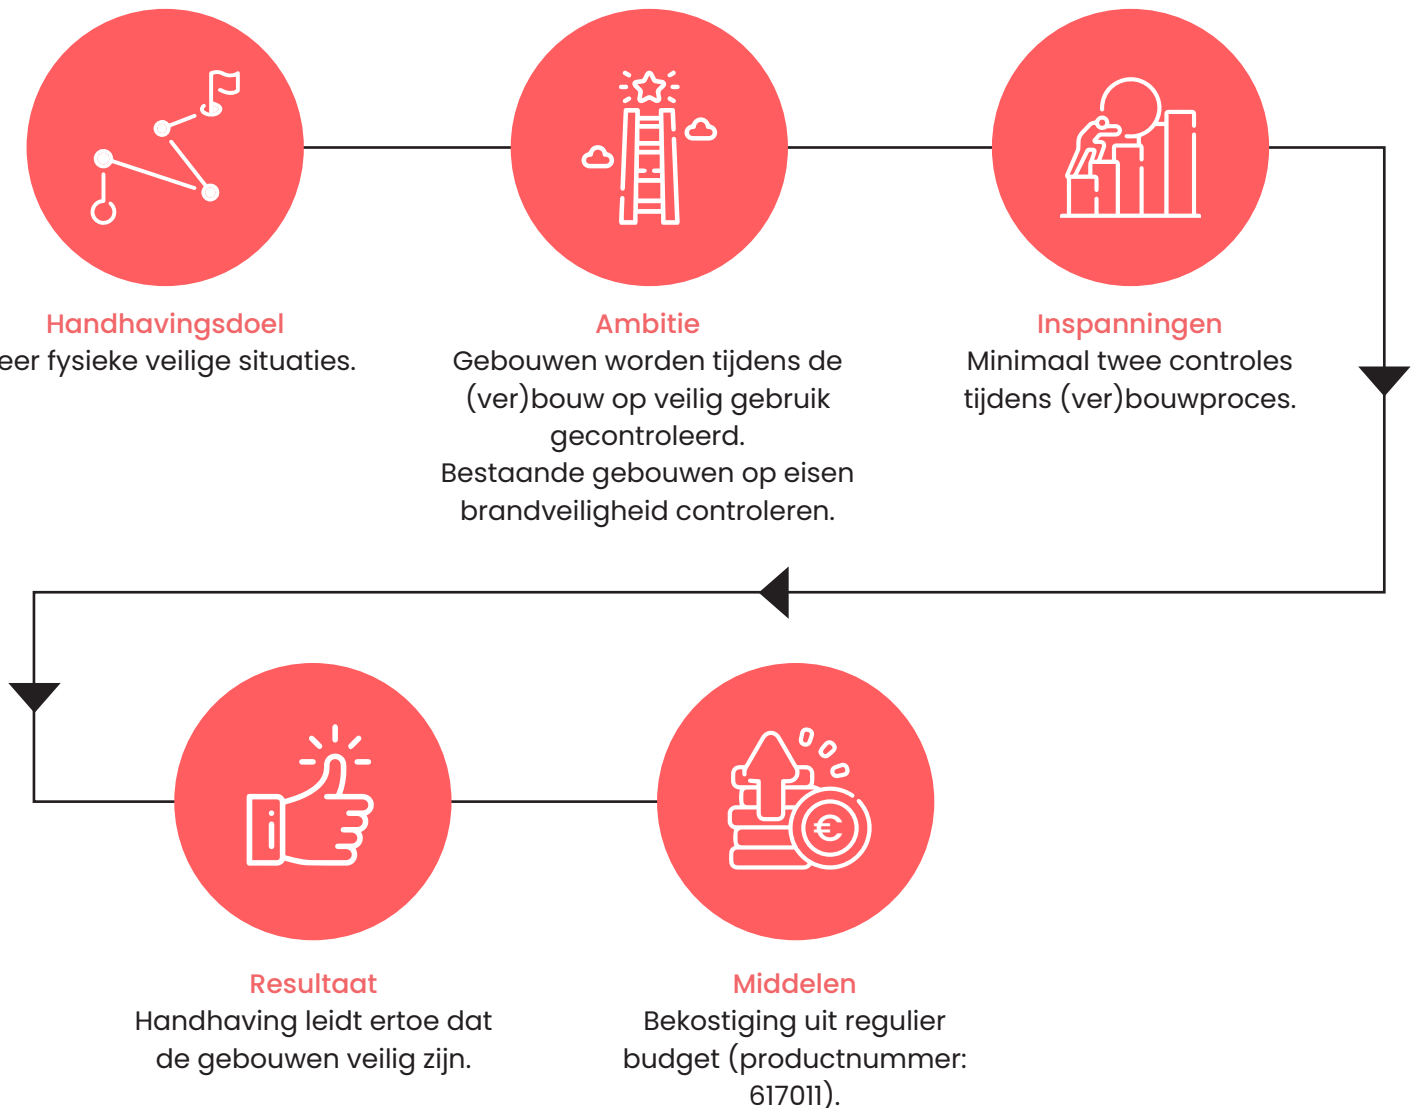 Handhavingsdoel
eer fysieke veilige situaties.
Ambitie
Gebouwen worden tijdens de
(ver)bouw op veilig gebruik
gecontroleerd.
Bestaande gebouwen op eisen
brandveiligheid controleren.
Inspanningen
Minimaal twee controles
tijdens (ver)bouwproces.
Resultaat
Handhaving leidt ertoe dat
de gebouwen veilig zijn.
Middelen
Bekostiging uit regulier
budget (productnummer:
617011).